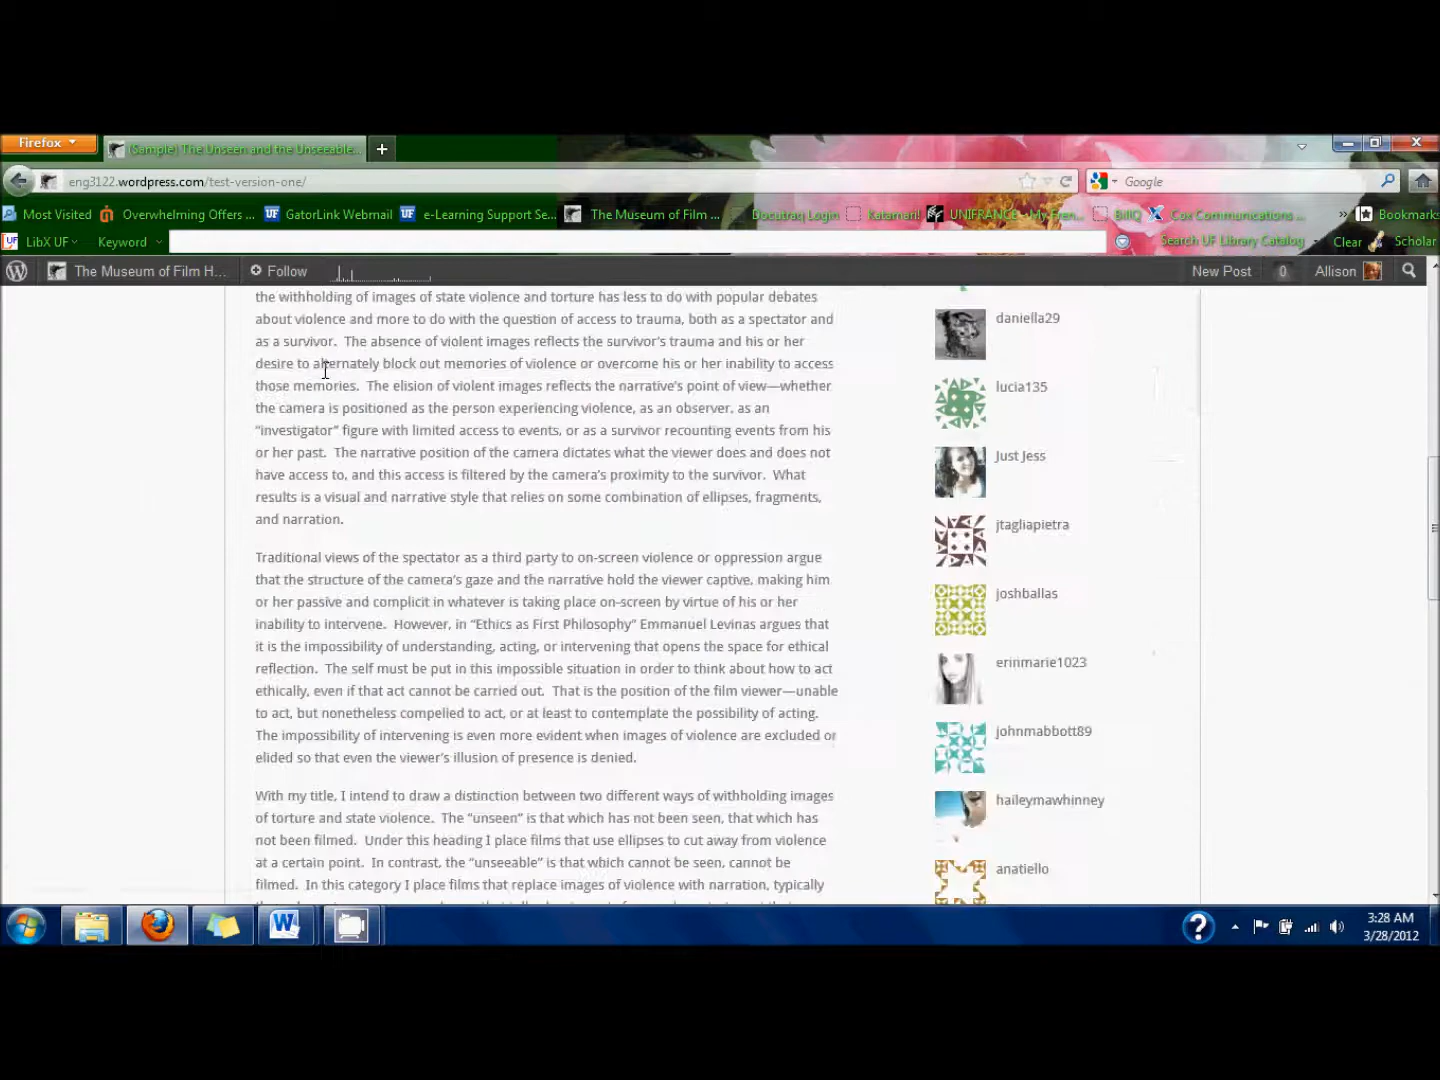 Firefox
(Sample) The Unseen and the Unseeable...
eng3122.wordpress.com/test-version-one/
Google
Most Visited
Overwhelming Offers ...
GatorLink Webmail
e-Learning Support Se...
The Museum of Film ...
Docutraq Login
Katamari!
UNIFRANCE - My Fren...
BillQ
Cox Communications ...
»
Bookmarks
LibX UF
Keyword
Search UF Library Catalog
Clear
Scholar
The Museum of Film H...
Follow
New Post
0
Allison
the withholding of images of state violence and torture has less to do with popular debates
about violence and more to do with the question of access to trauma, both as a spectator and
as a survivor.  The absence of violent images reflects the survivor's trauma and his or her
desire to alternately block out memories of violence or overcome his or her inability to access
those memories.  The elision of violent images reflects the narrative's point of view—whether
the camera is positioned as the person experiencing violence, as an observer, as an
"investigator" figure with limited access to events, or as a survivor recounting events from his
or her past.  The narrative position of the camera dictates what the viewer does and does not
have access to, and this access is filtered by the camera's proximity to the survivor.  What
results is a visual and narrative style that relies on some combination of ellipses, fragments,
and narration.
Traditional views of the spectator as a third party to on-screen violence or oppression argue
that the structure of the camera's gaze and the narrative hold the viewer captive, making him
or her passive and complicit in whatever is taking place on-screen by virtue of his or her
inability to intervene.  However, in "Ethics as First Philosophy" Emmanuel Levinas argues that
it is the impossibility of understanding, acting, or intervening that opens the space for ethical
reflection.  The self must be put in this impossible situation in order to think about how to act
ethically, even if that act cannot be carried out.  That is the position of the film viewer—unable
to act, but nonetheless compelled to act, or at least to contemplate the possibility of acting.
The impossibility of intervening is even more evident when images of violence are excluded or
elided so that even the viewer's illusion of presence is denied.
With my title, I intend to draw a distinction between two different ways of withholding images
of torture and state violence.  The "unseen" is that which has not been seen, that which has
not been filmed.  Under this heading I place films that use ellipses to cut away from violence
at a certain point.  In contrast, the "unseeable" is that which cannot be seen, cannot be
filmed.  In this category I place films that replace images of violence with narration, typically
daniella29
lucia135
Just Jess
jtagliapietra
joshballas
erinmarie1023
johnmabbott89
haileymawhinney
anatiello
3:28 AM
3/28/2012